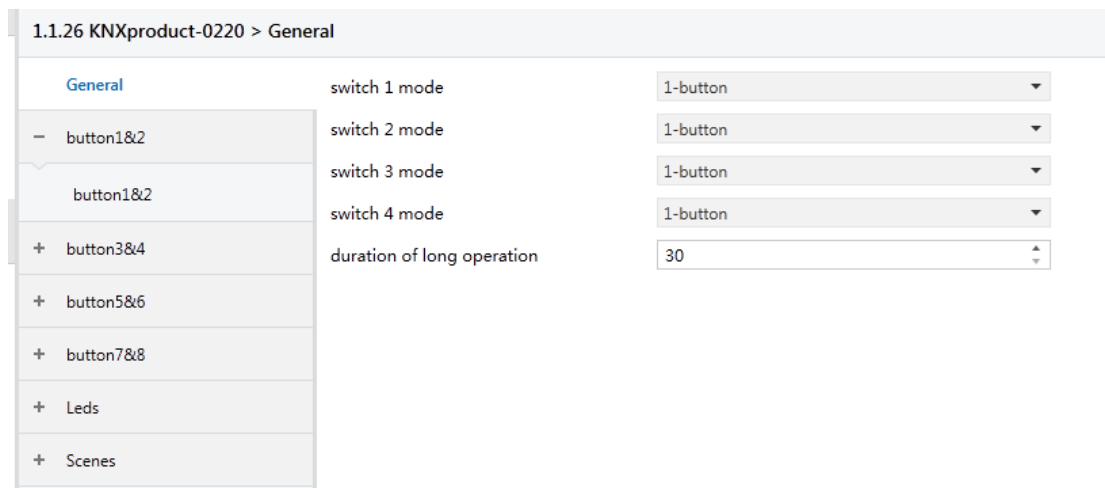 1.1.26 KNXproduct-0220 > General
General
button1&2
button1&2
button3&4
button5&6
button7&8
Leds
Scenes
switch 1 mode 1-button
switch 2 mode 1-button
switch 3 mode 1-button
switch 4 mode 1-button
duration of long operation 30